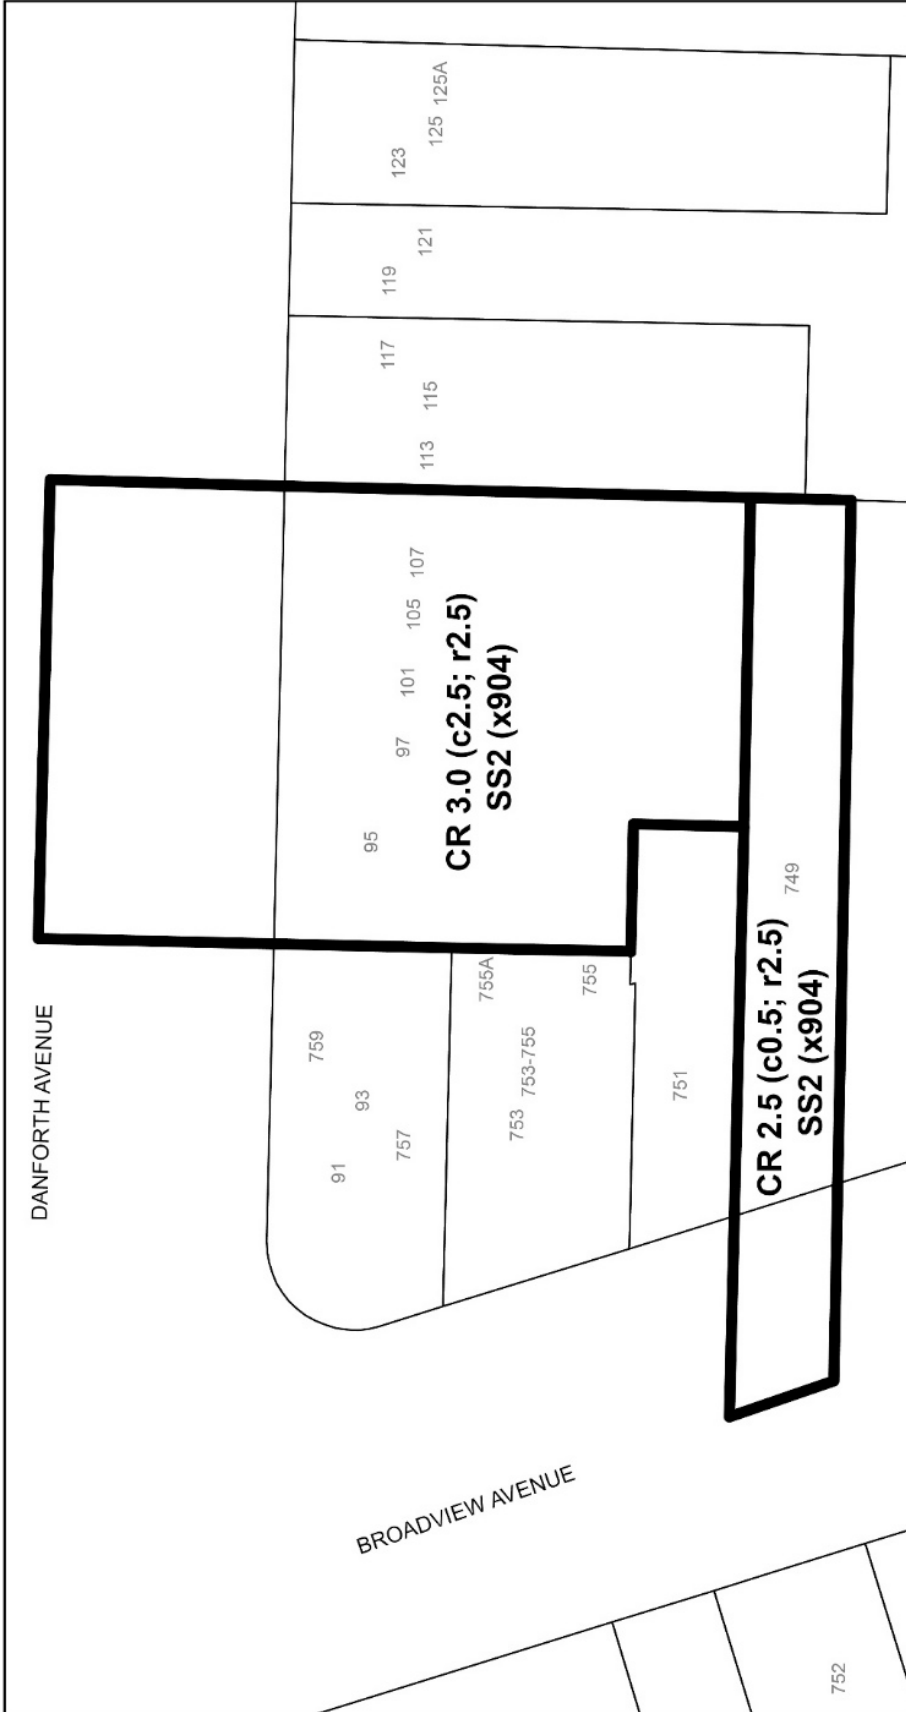 DANFORTH AVENUE
BROADVIEW AVENUE
759
93
91
757
755A
755
753-755
753
751
95
97
101
105
107
CR 3.0 (c2.5; r2.5)
SS2 (x904)
749
CR 2.5 (c0.5; r2.5)
SS2 (x904)
113
115
117
119
121
123
125
125A
752